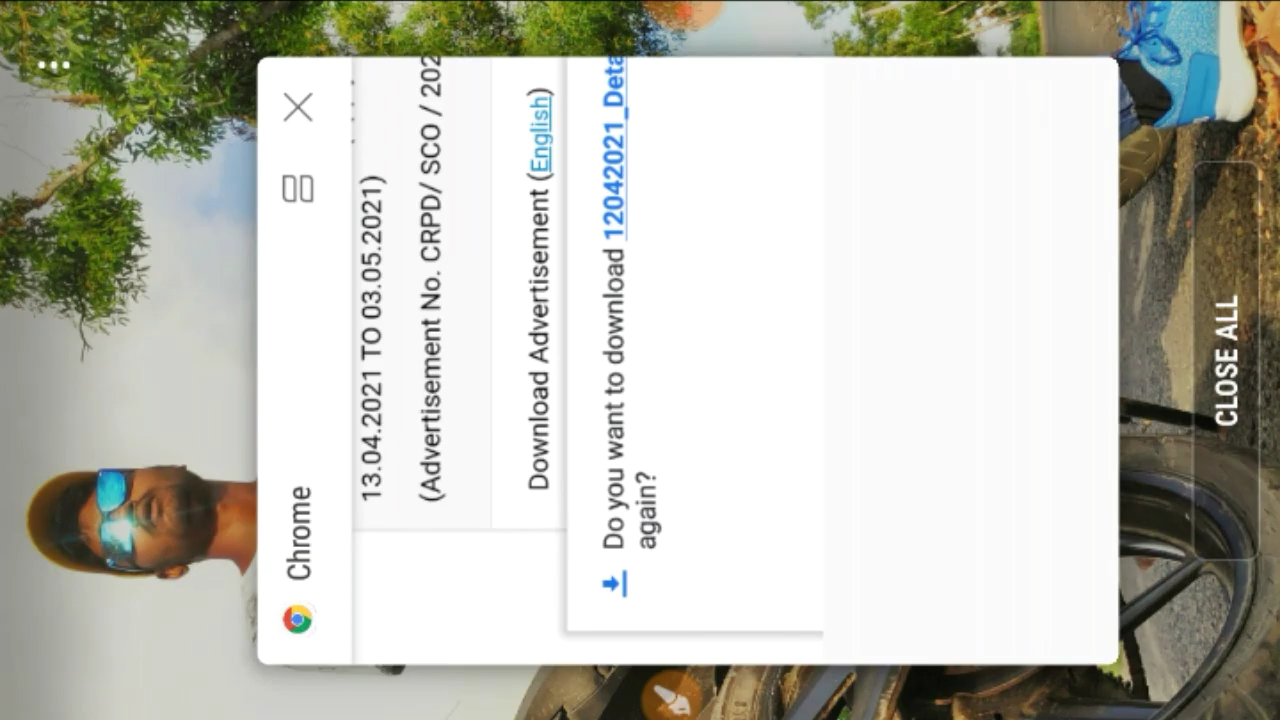 Chrome
13.04.2021 TO 03.05.2021)
(Advertisement No. CRPD/ SCO / 202
Download Advertisement (English)
Do you want to download 12042021_Deta
again?
CLOSE ALL